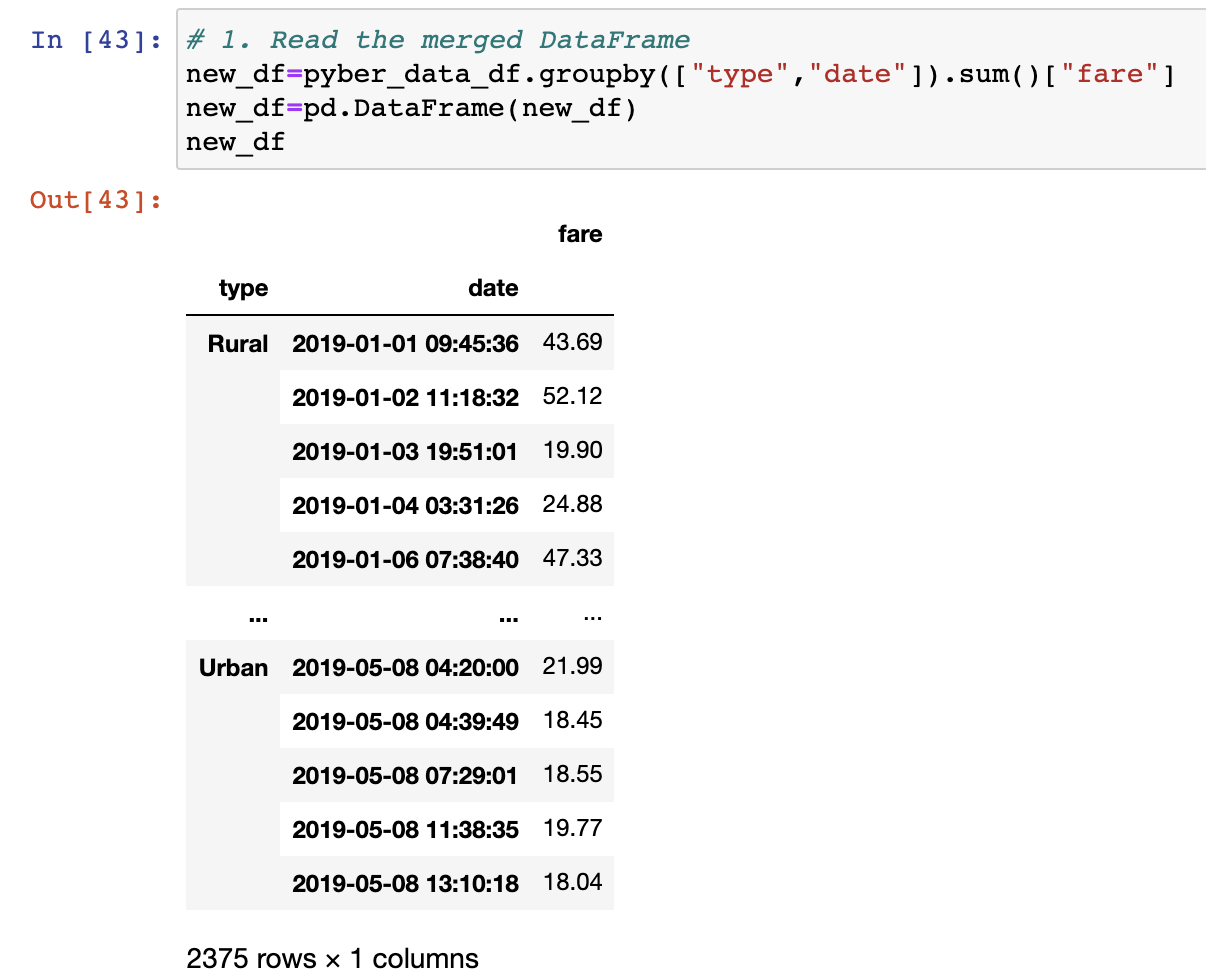 In [43]: # 1. Read the merged DataFrame
new_df=pyber_data_df.groupby(["type","date"]).sum()["fare"]
new_df=pd.DataFrame(new_df)
new_df
Out[43]:
fare
type date
Rural 2019-01-01 09:45:36 43.69
2019-01-02 11:18:32 52.12
2019-01-03 19:51:01 19.90
2019-01-04 03:31:26 24.88
2019-01-06 07:38:40 47.33
... ... ...
Urban 2019-05-08 04:20:00 21.99
2019-05-08 04:39:49 18.45
2019-05-08 07:29:01 18.55
2019-05-08 11:38:35 19.77
2019-05-08 13:10:18 18.04
2375 rows × 1 columns